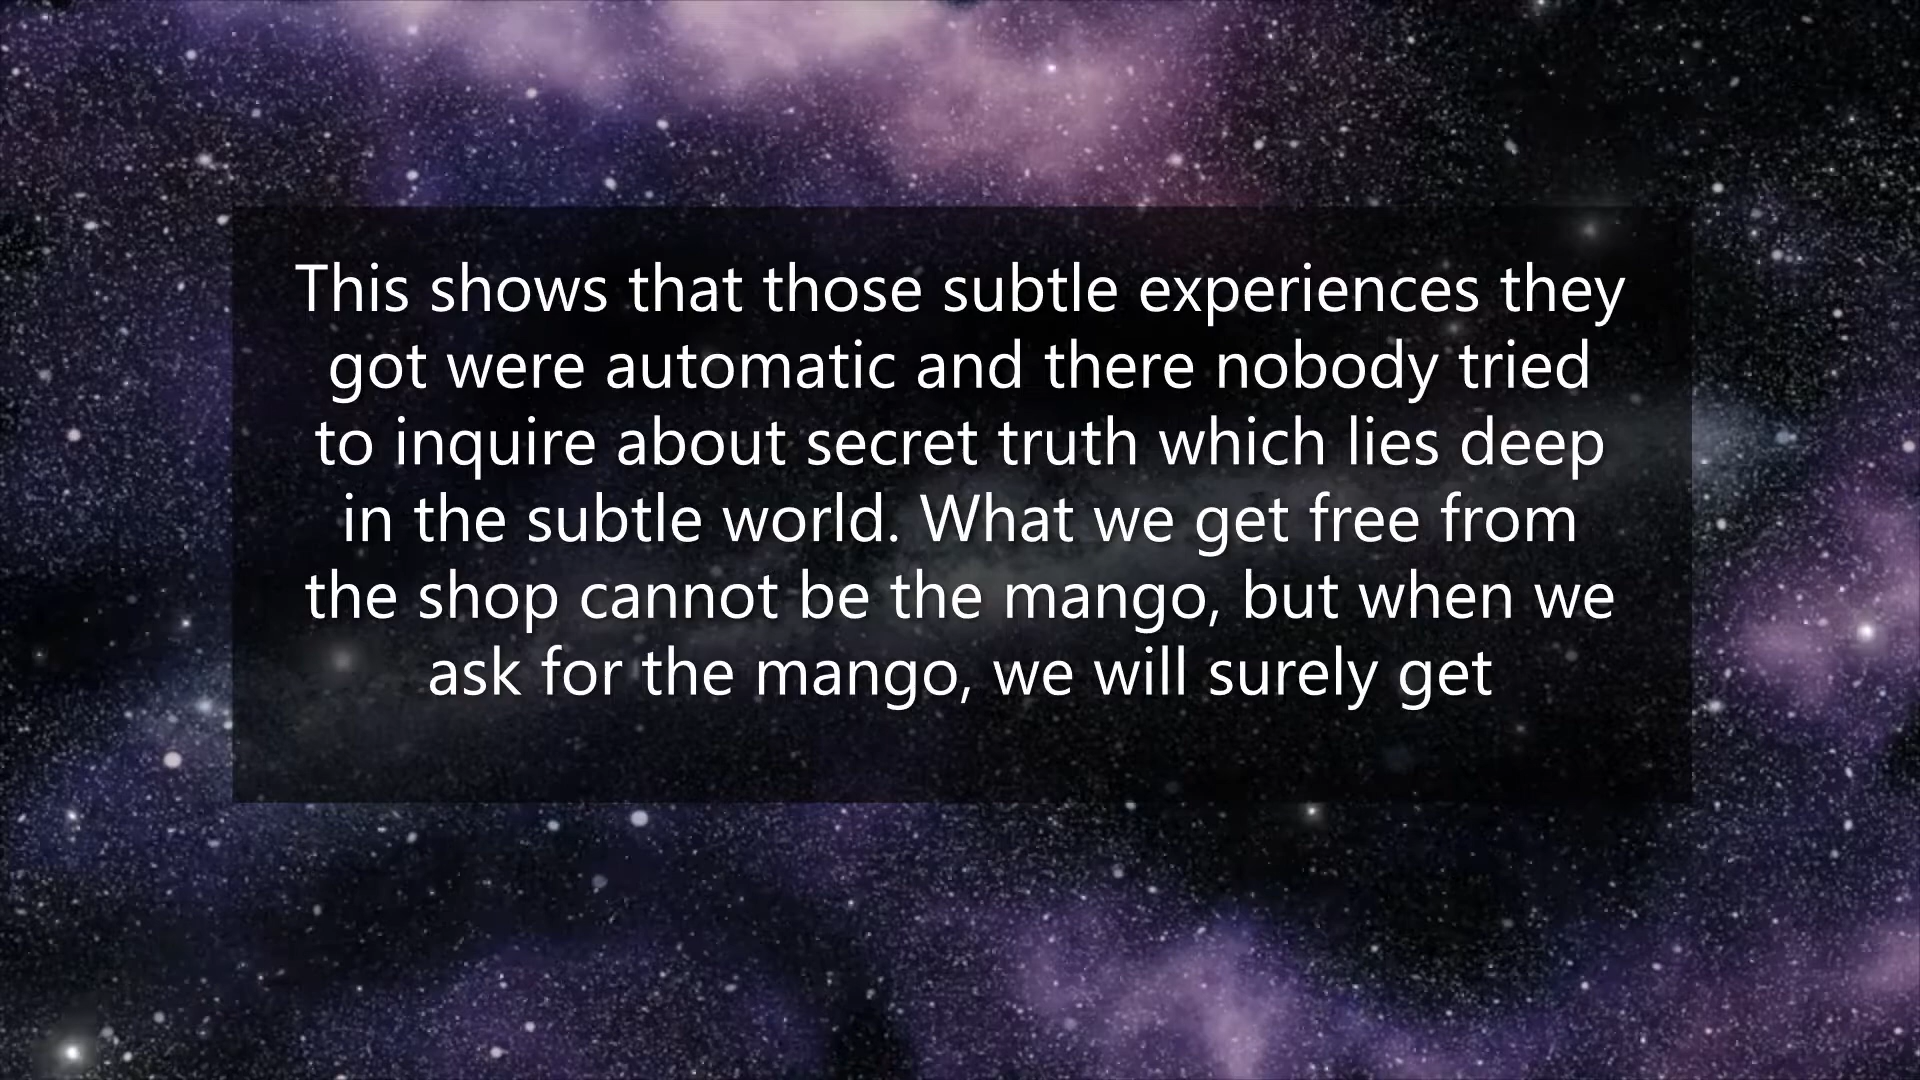 This shows that those subtle experiences they
got were automatic and there nobody tried
to inquire about secret truth which lies deep
in the subtle world. What we get free from
the shop cannot be the mango, but when we
ask for the mango, we will surely get